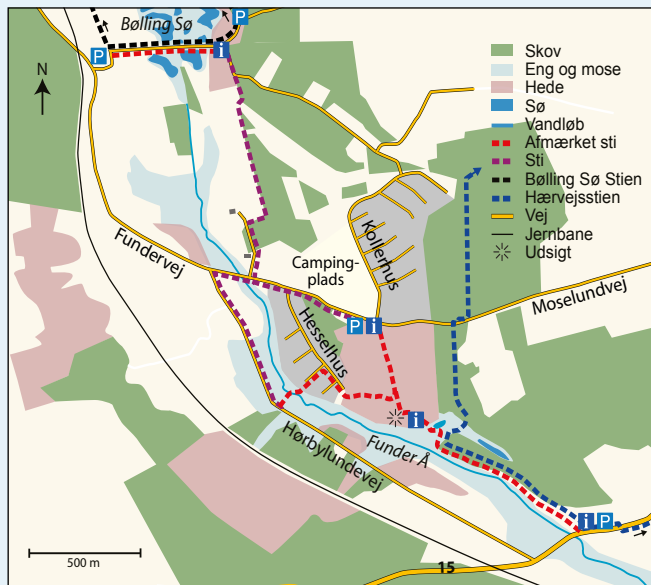 Bølling Sø
P
P
i
N
Skov
Eng og mose
Hede
Sø
Vandløb
Afmærket sti
Sti
Bølling Sø Stien
Hærvejsstien
Vej
Jernbane
Udsigt
Fundervej
Camping-
plads
Kollerhus
Moselundvej
P i
Hesselhus
i
Hørbylundevej
Funder Å
i P
500 m
15